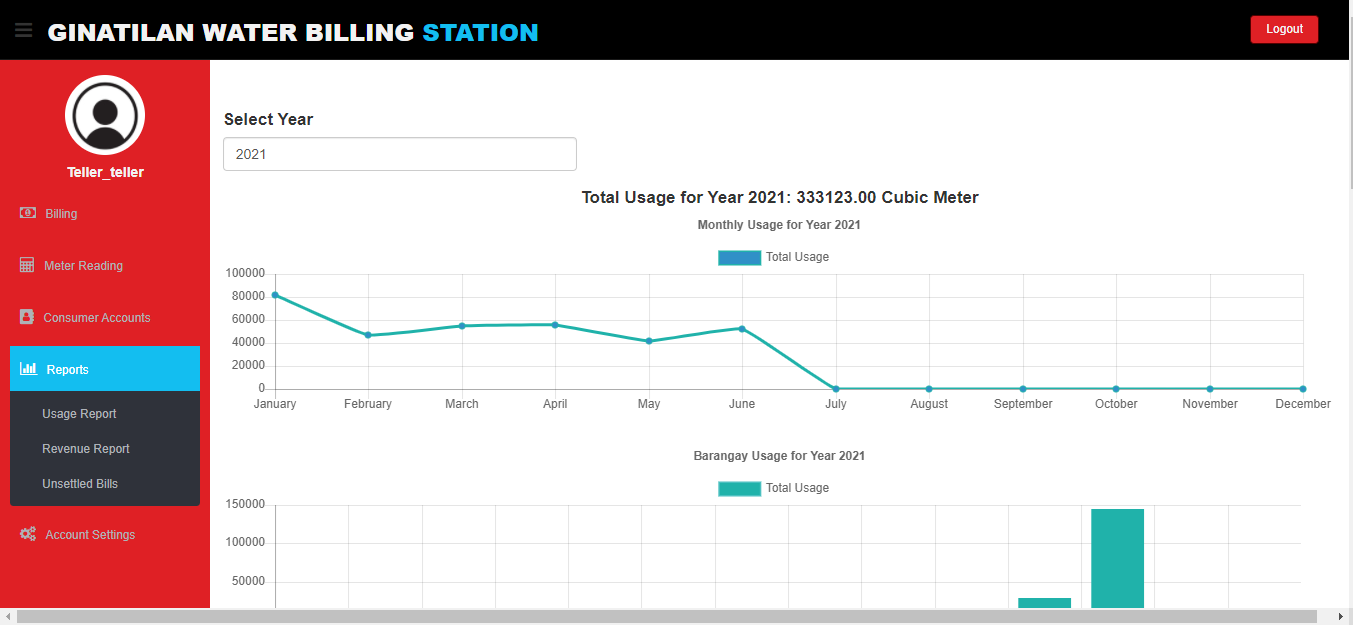 GINATILAN WATER BILLING STATION
Logout
Teller_teller
Billing
Meter Reading
Consumer Accounts
Reports
Usage Report
Revenue Report
Unsettled Bills
Account Settings
Select Year
2021
Total Usage for Year 2021: 333123.00 Cubic Meter
Monthly Usage for Year 2021
Total Usage
100000
80000
60000
40000
20000
0
January February March April May June July August September October November December
Barangay Usage for Year 2021
Total Usage
150000
100000
50000